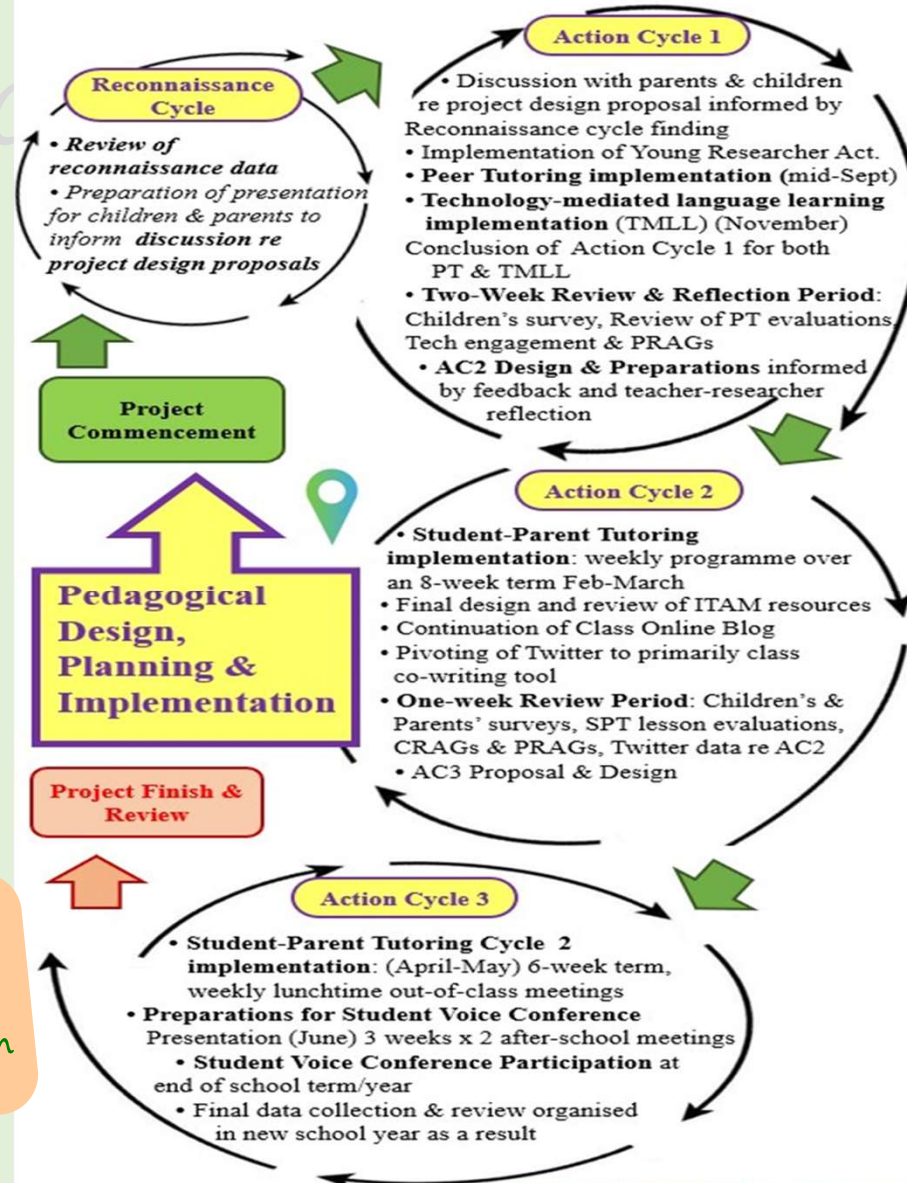 Reconnaissance
Cycle
• Review of
reconnaissance data
• Preparation of presentation
for children & parents to
inform discussion re
project design proposals
Action Cycle 1
• Discussion with parents & children
re project design proposal informed by
Reconnaissance cycle finding
• Implementation of Young Researcher Act.
• Peer Tutoring implementation (mid-Sept)
• Technology-mediated language learning
implementation (TMLL) (November)
Conclusion of Action Cycle 1 for both
PT & TMLL
• Two-Week Review & Reflection Period:
Children's survey, Review of PT evaluations,
Tech engagement & PRAGs
• AC2 Design & Preparations informed
by feedback and teacher-researcher
reflection
Project
Commencement
Pedagogical
Design,
Planning &
Implementation
Action Cycle 2
• Student-Parent Tutoring
implementation: weekly programme over
an 8-week term Feb-March
• Final design and review of ITAM resources
• Continuation of Class Online Blog
• Pivoting of Twitter to primarily class
co-writing tool
• One-week Review Period: Children's &
Parents' surveys, SPT lesson evaluations,
CRAGs & PRAGs, Twitter data re AC2
• AC3 Proposal & Design
Project Finish &
Review
Action Cycle 3
• Student-Parent Tutoring Cycle 2
implementation: (April-May) 6-week term,
weekly lunchtime out-of-class meetings
• Preparations for Student Voice Conference
Presentation (June) 3 weeks x 2 after-school meetings
• Student Voice Conference Participation at
end of school term/year
• Final data collection & review organised
in new school year as a result